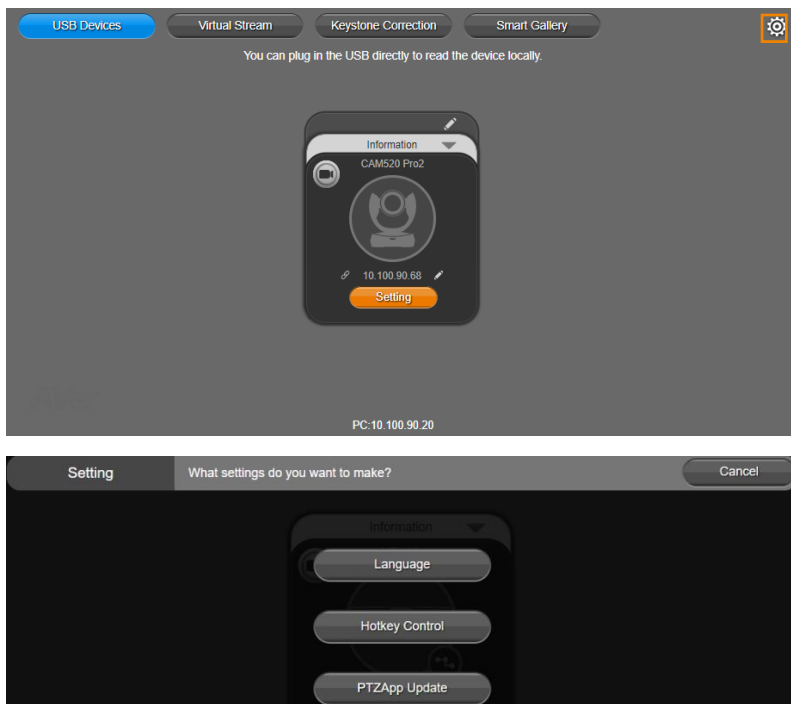 USB Devices Virtual Stream Keystone Correction Smart Gallery
You can plug in the USB directly to read the device locally.
Information
CAM520 Pro2
10.100.90.68
Setting
PC:10.100.90.20
Setting What settings do you want to make? Cancel
Information
Language
Hotkey Control
PTZApp Update